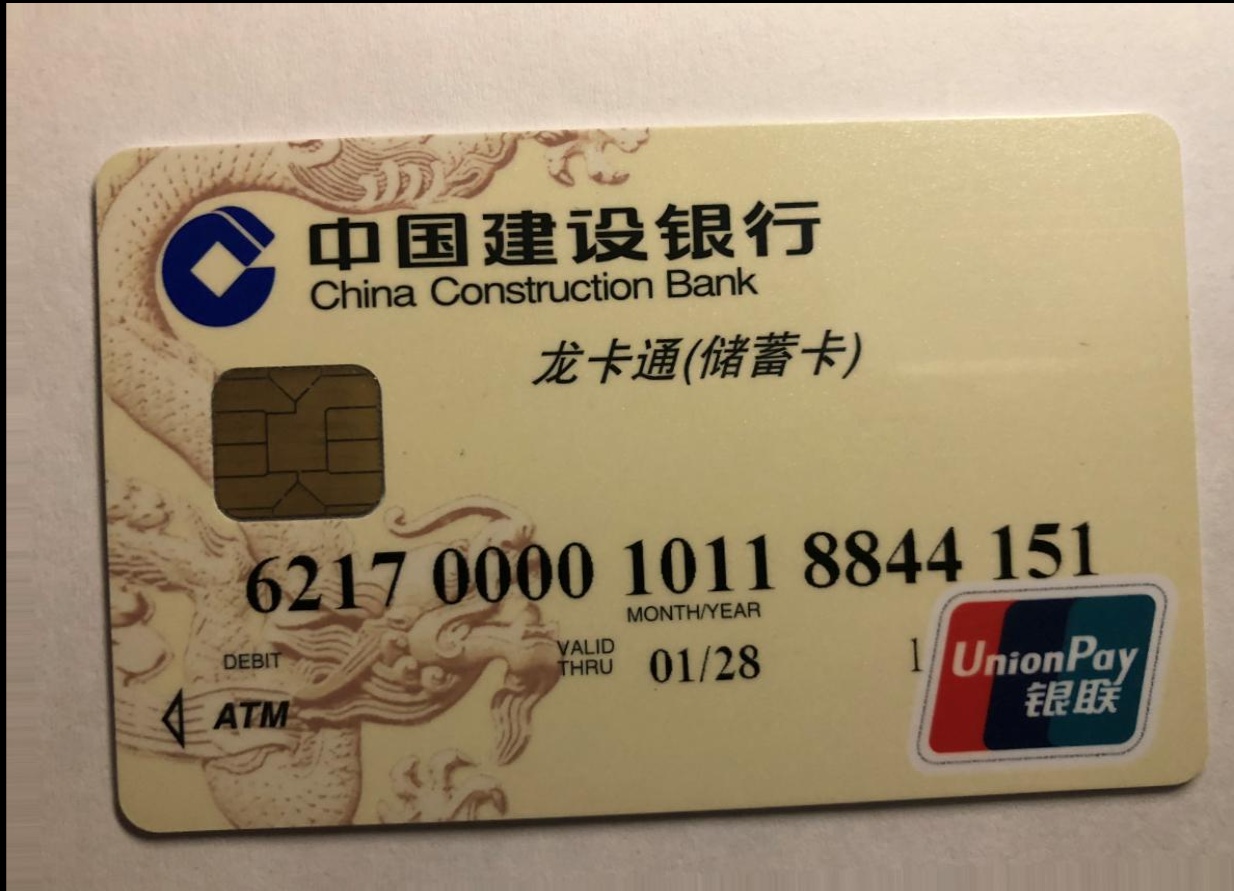 中国建设银行
China Construction Bank
龙卡通(储蓄卡)
6217 0000 1011 8844 151
MONTH/YEAR
DEBIT
VALID THRU 01/28
1
ATM
UnionPay
银联